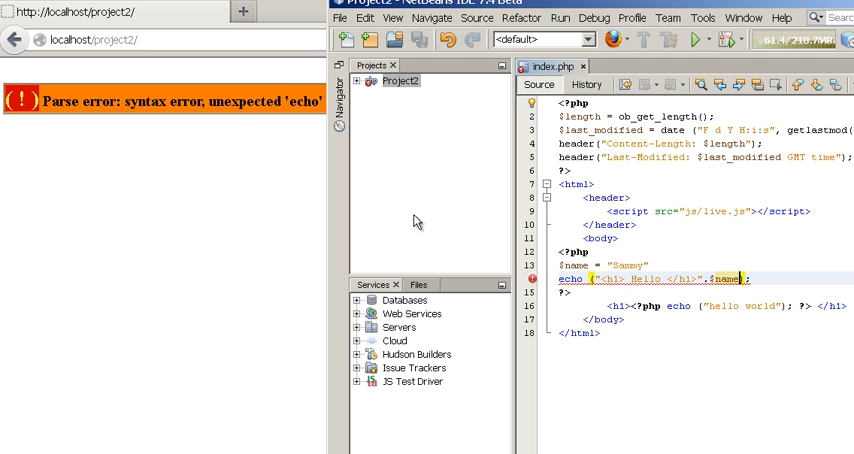 http://localhost/project2/
localhost/project2/
( ! ) Parse error: syntax error, unexpected 'echo'
Project2 - NetBeans IDE 7.4 Beta
File Edit View Navigate Source Refactor Run Debug Profile Team Tools Window Help
<default>
61.4/210.7MB
Projects
Project2
Navigator
Services Files
Databases
Web Services
Servers
Cloud
Hudson Builders
Issue Trackers
JS Test Driver
index.php
Source History
<?php
2 $length = ob_get_length();
3 $last_modified = date ("F d Y H:i:s", getlastmod(
4 header("Content-Length: $length");
5 header("Last-Modified: $last_modified GMT time");
6 ?>
7 <html>
8 <header>
9 <script src="js/live.js"></script>
10 </header>
11 <body>
12 <?php
13 $name = "Sammy"
echo ("<h1> Hello </h1>".$name);
15 ?>
16 <h1><?php echo ("hello world"); ?> </h1>
17 </body>
18 </html>